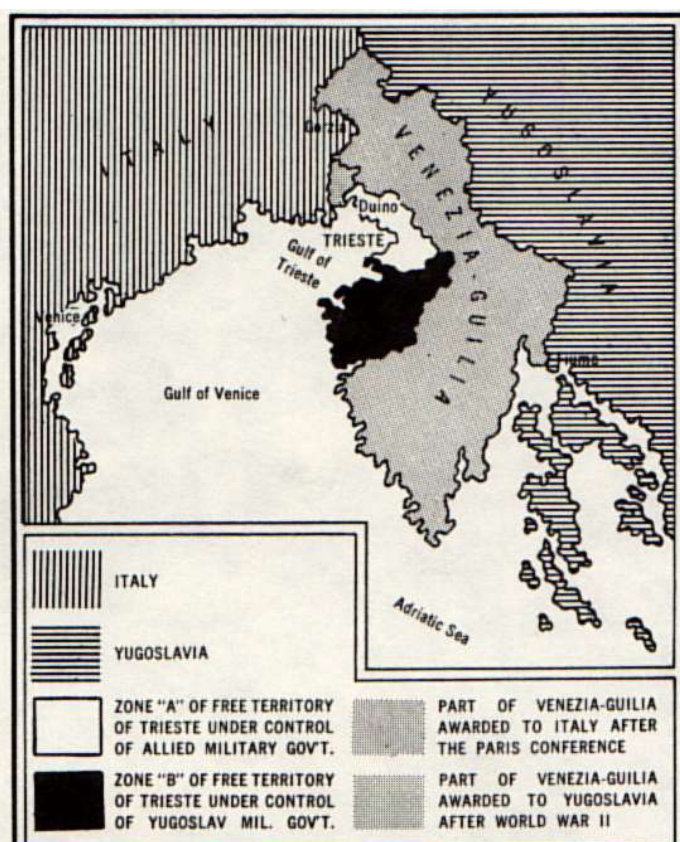 ITALY
YUGOSLAVIA
Gorizia
VENEZIA-GUILIA
Duino
TRIESTE
Gulf of
Trieste
Venice
Fiume
Gulf of Venice
Adriatic Sea
ITALY
YUGOSLAVIA
ZONE "A" OF FREE TERRITORY
OF TRIESTE UNDER CONTROL
OF ALLIED MILITARY GOV'T.
ZONE "B" OF FREE TERRITORY
OF TRIESTE UNDER CONTROL
OF YUGOSLAV MIL. GOV'T.
PART OF VENEZIA-GUILIA
AWARDED TO ITALY AFTER
THE PARIS CONFERENCE
PART OF VENEZIA-GUILIA
AWARDED TO YUGOSLAVIA
AFTER WORLD WAR II